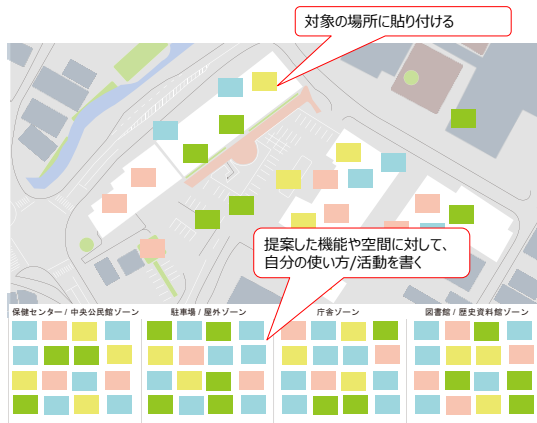 対象の場所に貼り付ける
提案した機能や空間に対して、
自分の使い方/活動を書く
保健センター / 中央公民館ゾーン
駐車場 / 屋外ゾーン
庁舎ゾーン
図書館 / 歴史資料館ゾーン